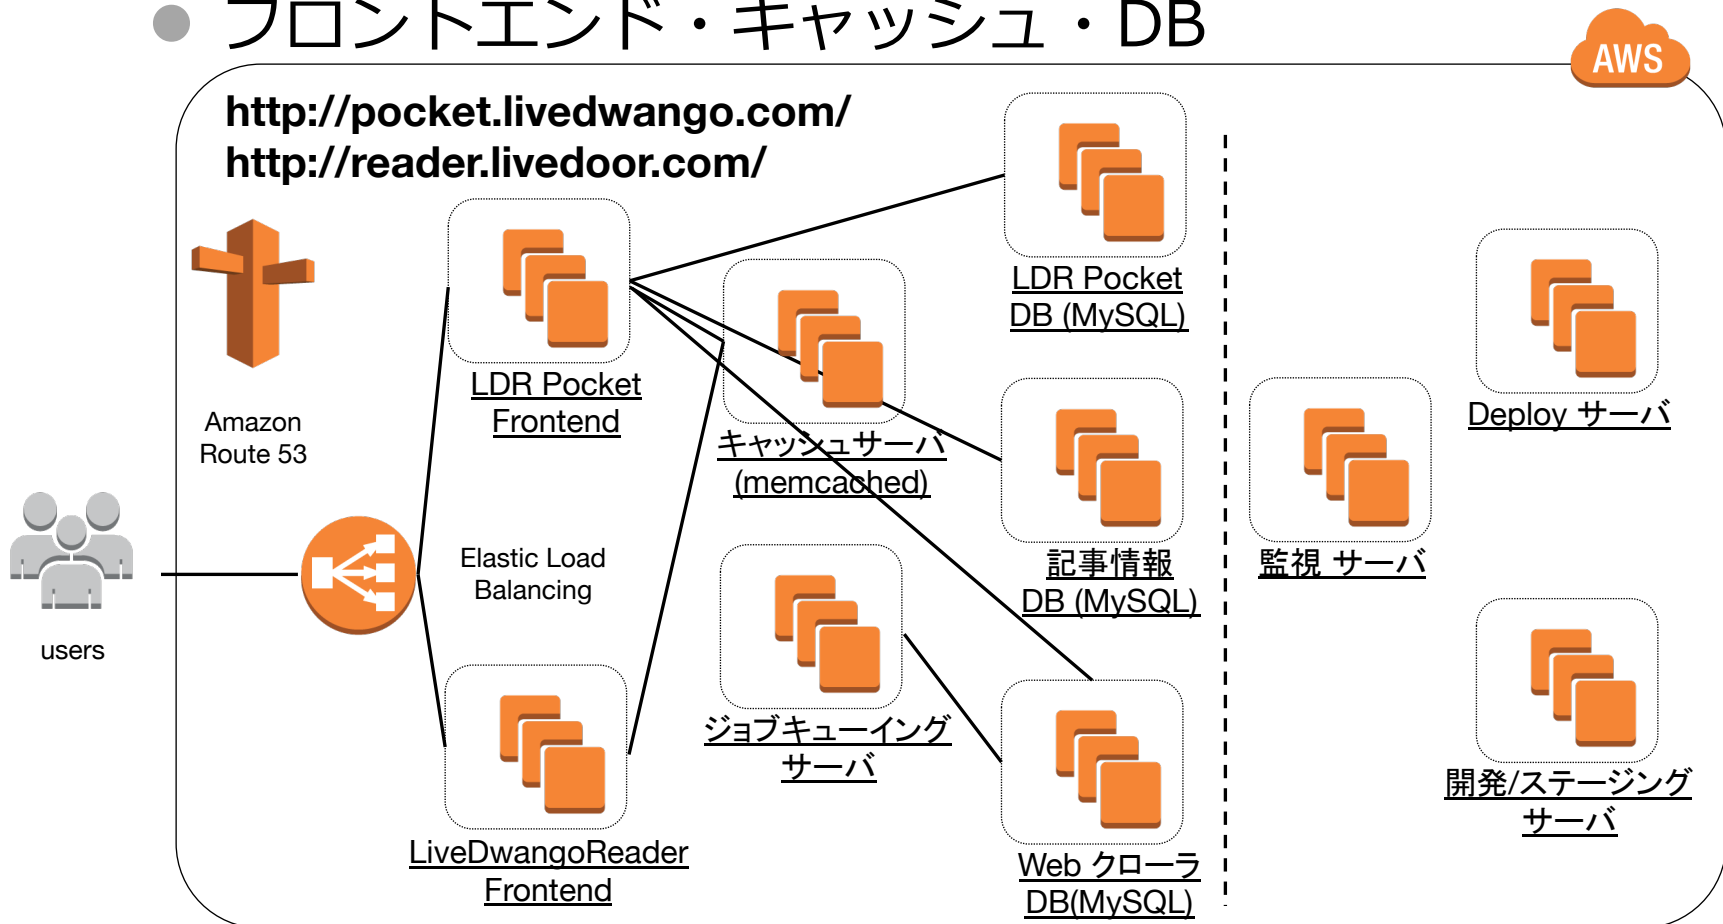 フロントエンド・キャッシュ・DB
AWS
http://pocket.livedwango.com/
http://reader.livedoor.com/
Amazon
Route 53
users
Elastic Load
Balancing
LDR Pocket
Frontend
LiveDwangoReader
Frontend
キャッシュサーバ
(memcached)
ジョブキューイング
サーバ
LDR Pocket
DB (MySQL)
記事情報
DB (MySQL)
Web クローラ
DB(MySQL)
監視 サーバ
Deploy サーバ
開発/ステージング
サーバ